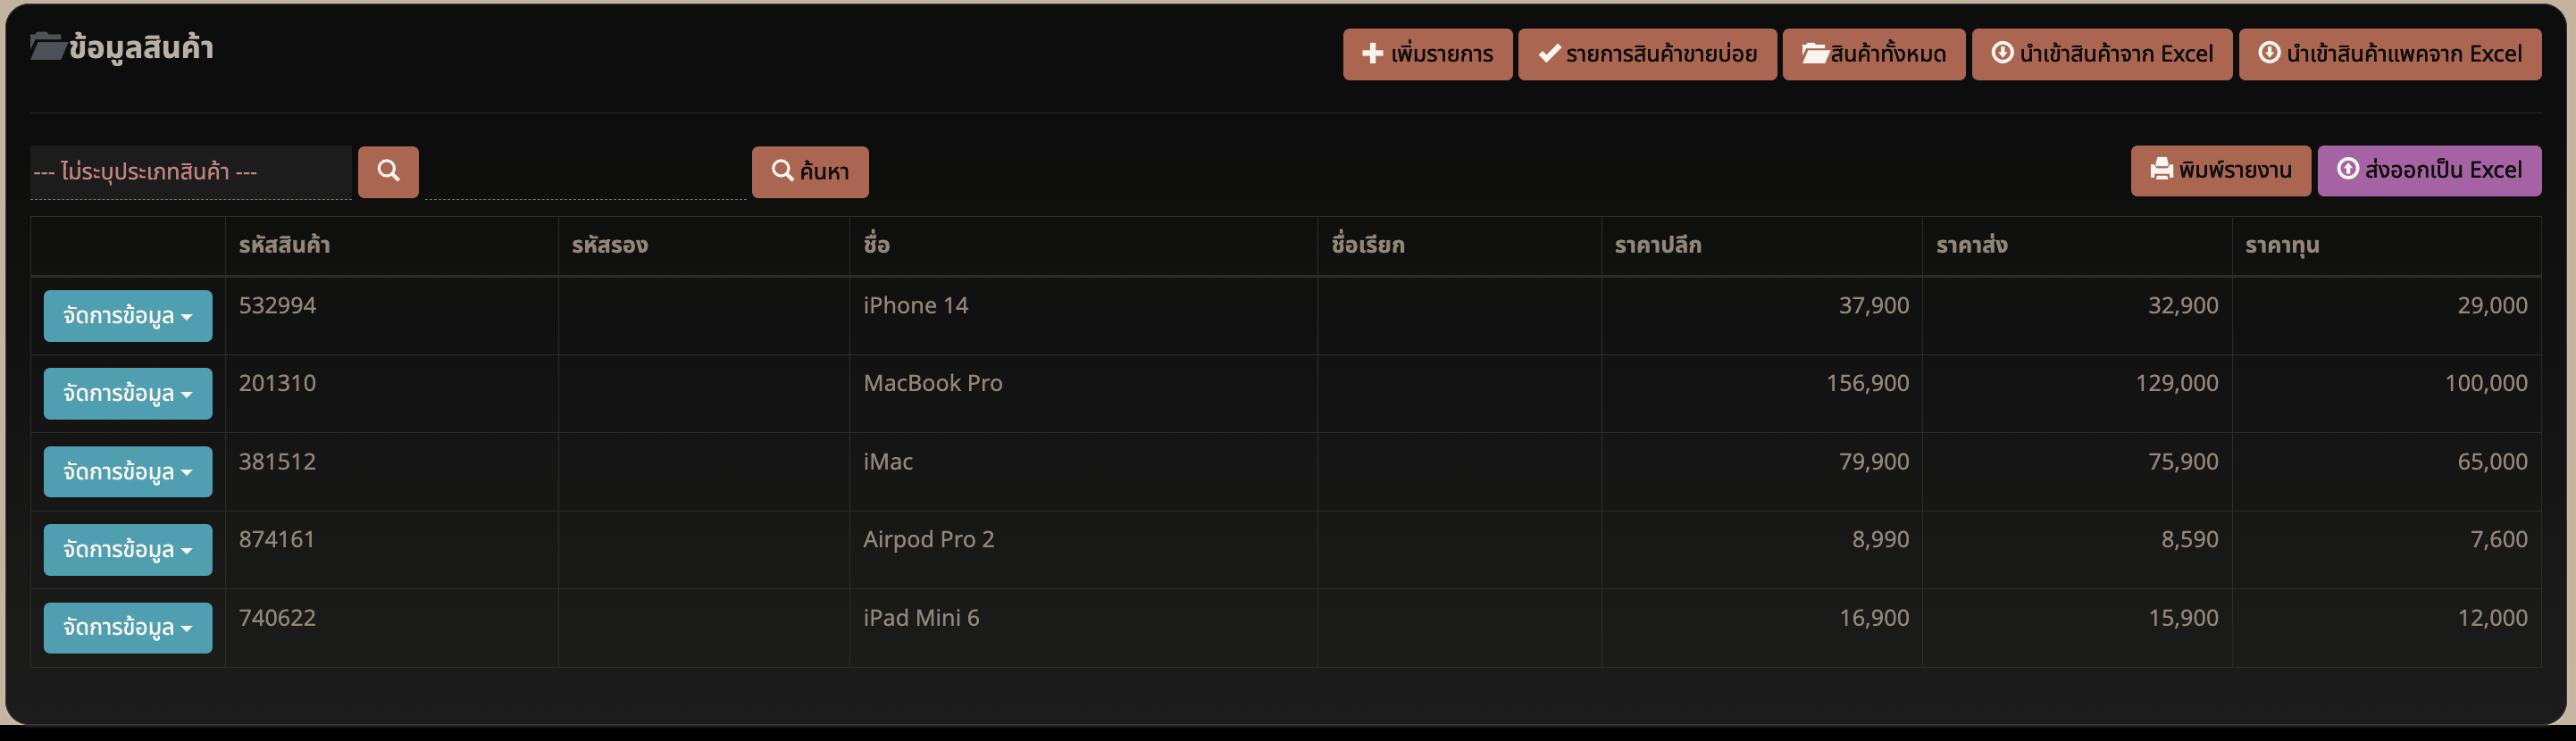 ข้อมูลสินค้า
เพิ่มรายการ รายการสินค้าขายบ่อย สินค้าทั้งหมด นำเข้าสินค้าจาก Excel นำเข้าสินค้าแพคจาก Excel
--- ไม่ระบุประเภทสินค้า --- ค้นหา พิมพ์รายงาน ส่งออกเป็น Excel
รหัสสินค้า รหัสรอง ชื่อ ชื่อเรียก ราคาปลีก ราคาส่ง ราคาทุน
จัดการข้อมูล 532994 iPhone 14 37,900 32,900 29,000
จัดการข้อมูล 201310 MacBook Pro 156,900 129,000 100,000
จัดการข้อมูล 381512 iMac 79,900 75,900 65,000
จัดการข้อมูล 874161 Airpod Pro 2 8,990 8,590 7,600
จัดการข้อมูล 740622 iPad Mini 6 16,900 15,900 12,000